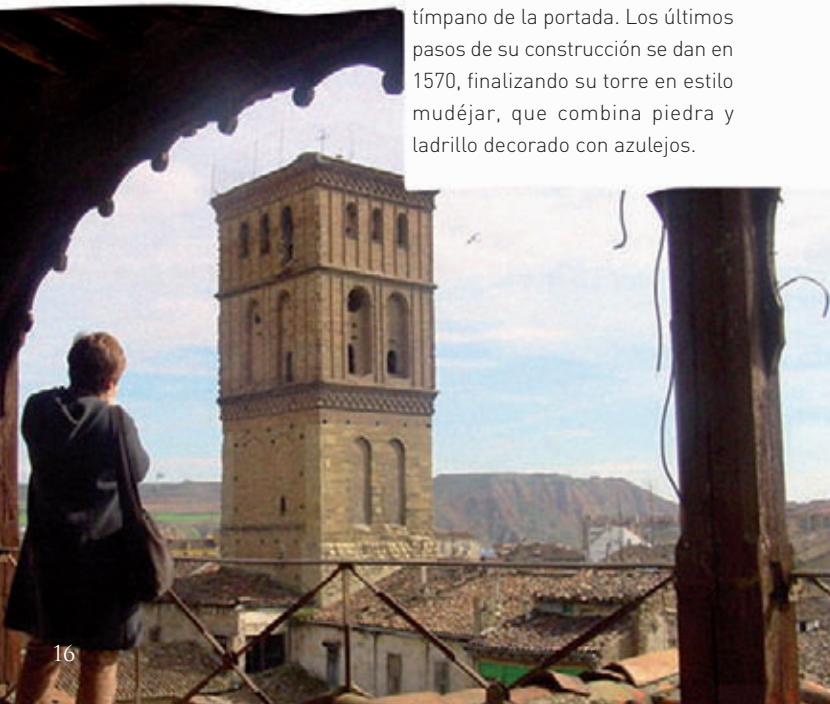 tímpano de la portada. Los últimos
pasos de su construcción se dan en
1570, finalizando su torre en estilo
mudéjar, que combina piedra y
ladrillo decorado con azulejos.
16